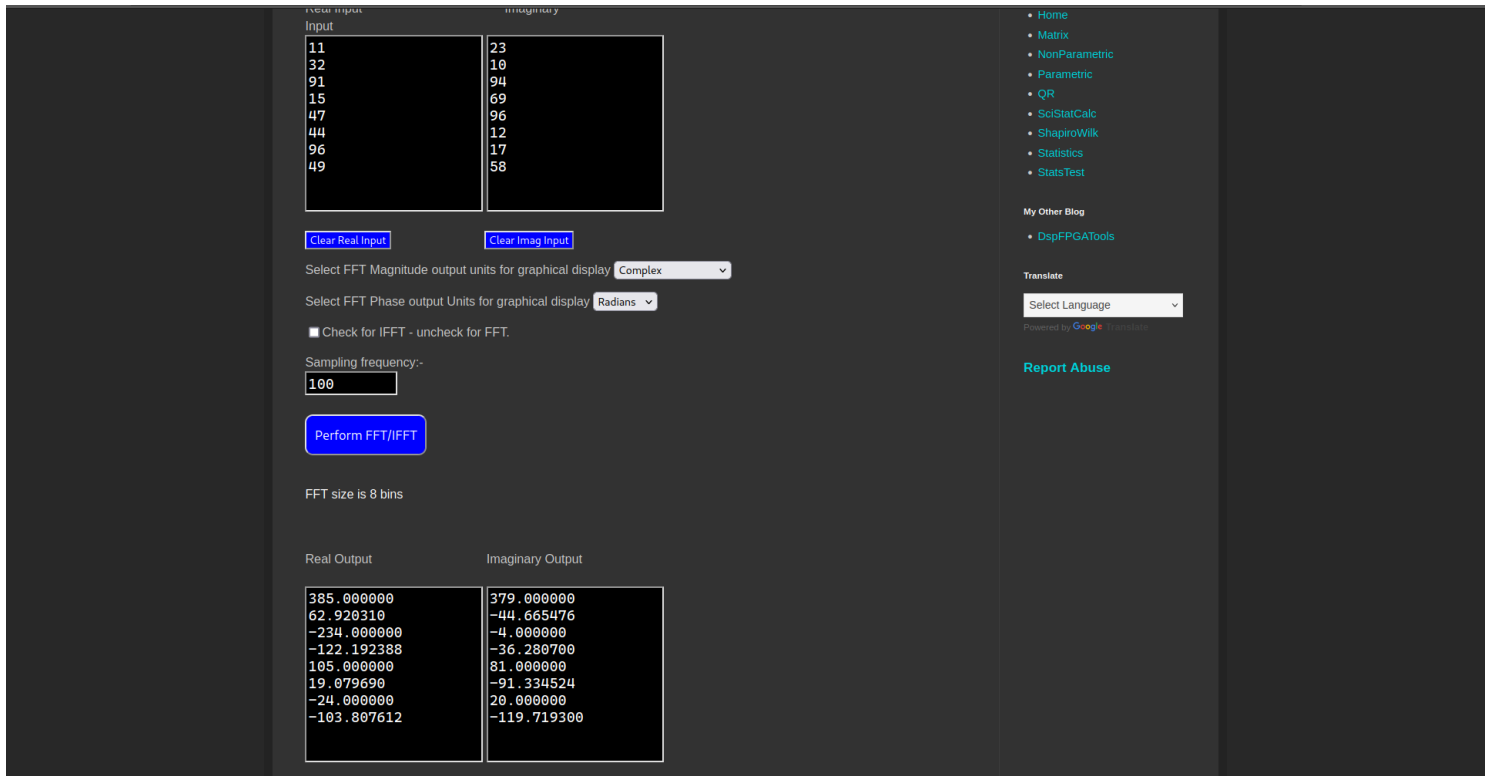 Real Input Imaginary
Input
11 23
32 10
91 94
15 69
47 96
44 12
96 17
49 58
Clear Real Input Clear Imag Input
Select FFT Magnitude output units for graphical display Complex
Select FFT Phase output Units for graphical display Radians
Check for IFFT - uncheck for FFT.
Sampling frequency:-
100
Perform FFT/IFFT
FFT size is 8 bins
Real Output Imaginary Output
385.000000 379.000000
62.920310 -44.665476
-234.000000 -4.000000
-122.192388 -36.280700
105.000000 81.000000
19.079690 -91.334524
-24.000000 20.000000
-103.807612 -119.719300
Home
Matrix
NonParametric
Parametric
QR
SciStatCalc
ShapiroWilk
Statistics
StatsTest
My Other Blog
DspFPGATools
Translate
Select Language
Powered by Google Translate
Report Abuse